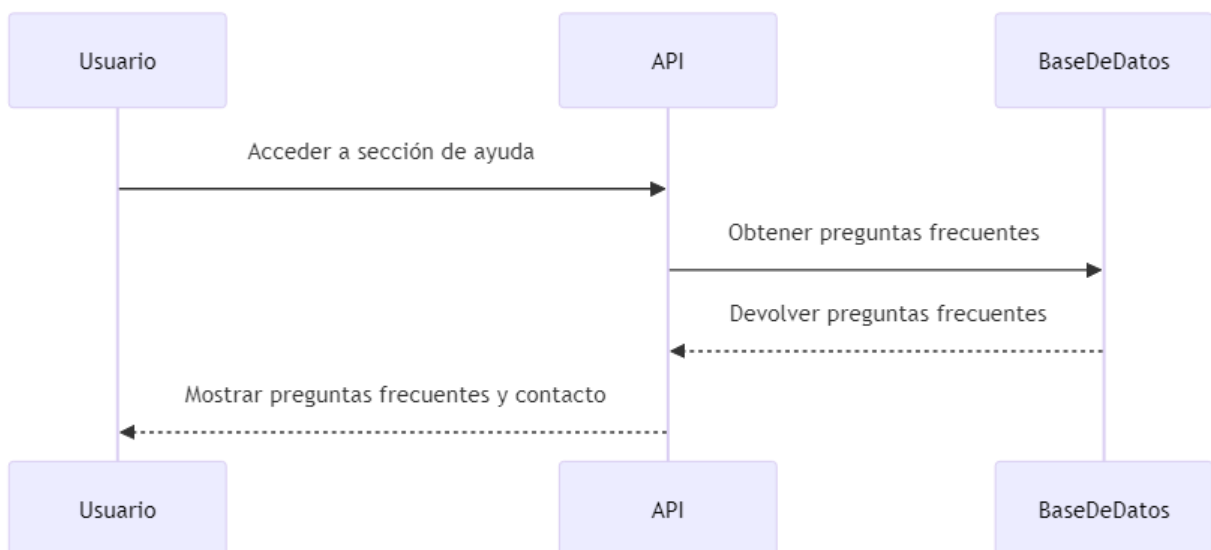 Usuario
API
BaseDeDatos
Acceder a sección de ayuda
Obtener preguntas frecuentes
Devolver preguntas frecuentes
Mostrar preguntas frecuentes y contacto
Usuario
API
BaseDeDatos